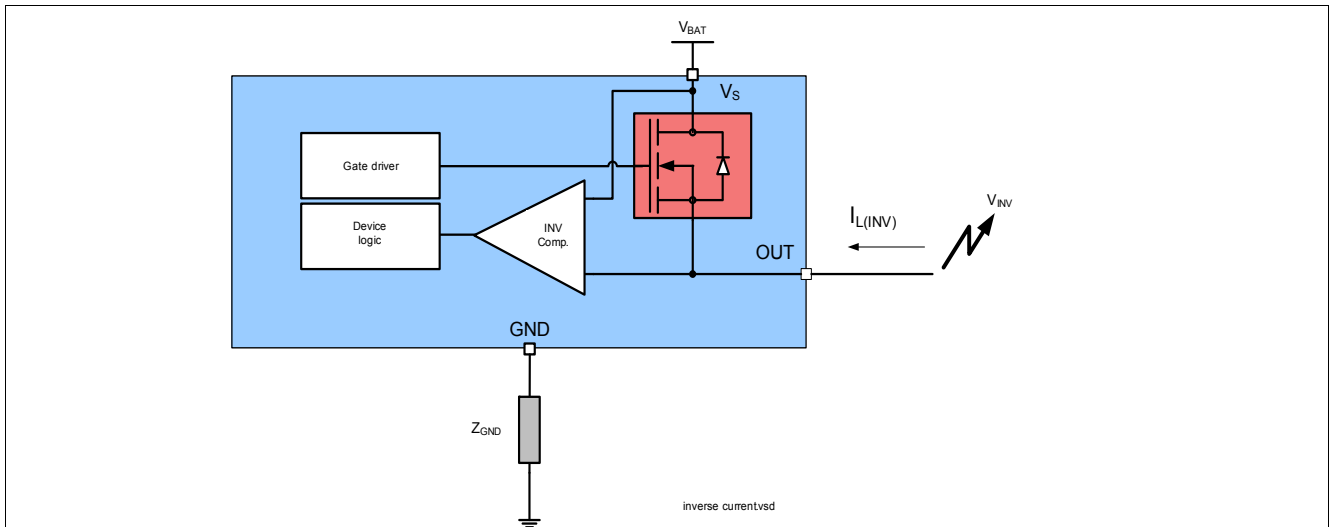 VBAT
VS
Gate driver
Device
logic
INV
Comp.
IL(INV)
VINV
OUT
GND
ZGND
inverse current.vsd